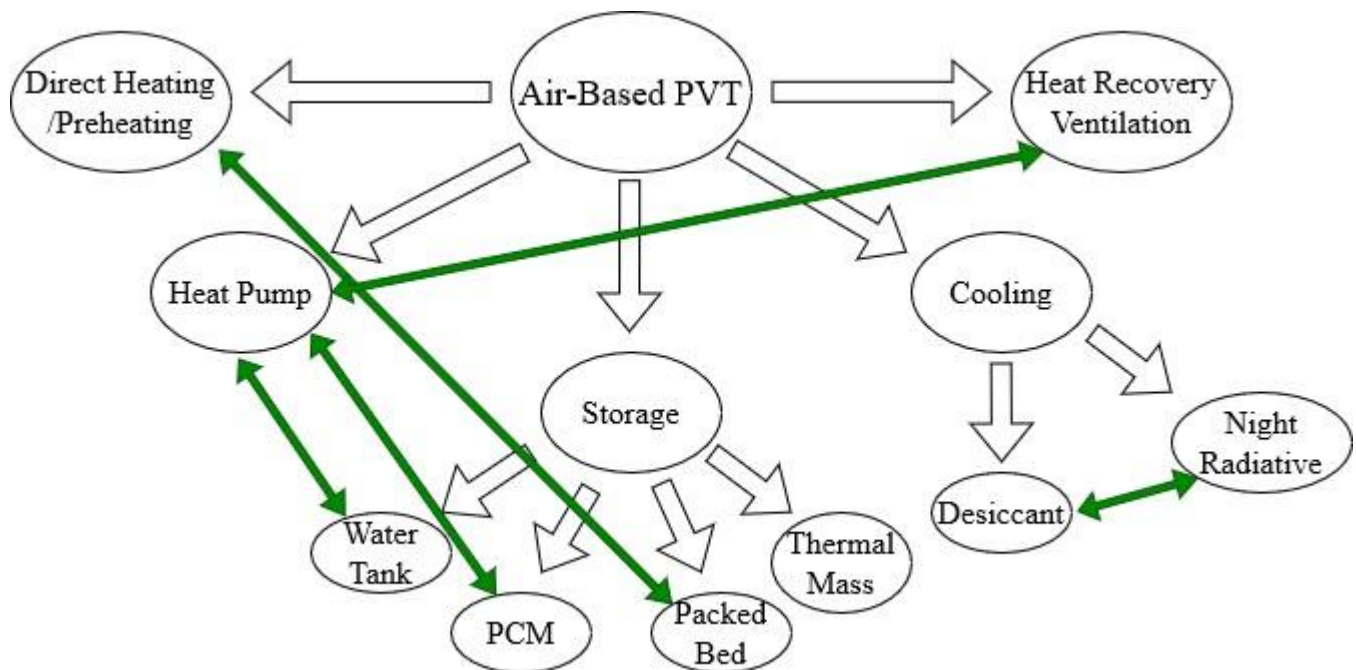 Direct Heating
/Preheating
Air-Based PVT
Heat Recovery
Ventilation
Heat Pump
Cooling
Storage
Night
Radiative
Desiccant
Water
Tank
Thermal
Mass
PCM
Packed
Bed